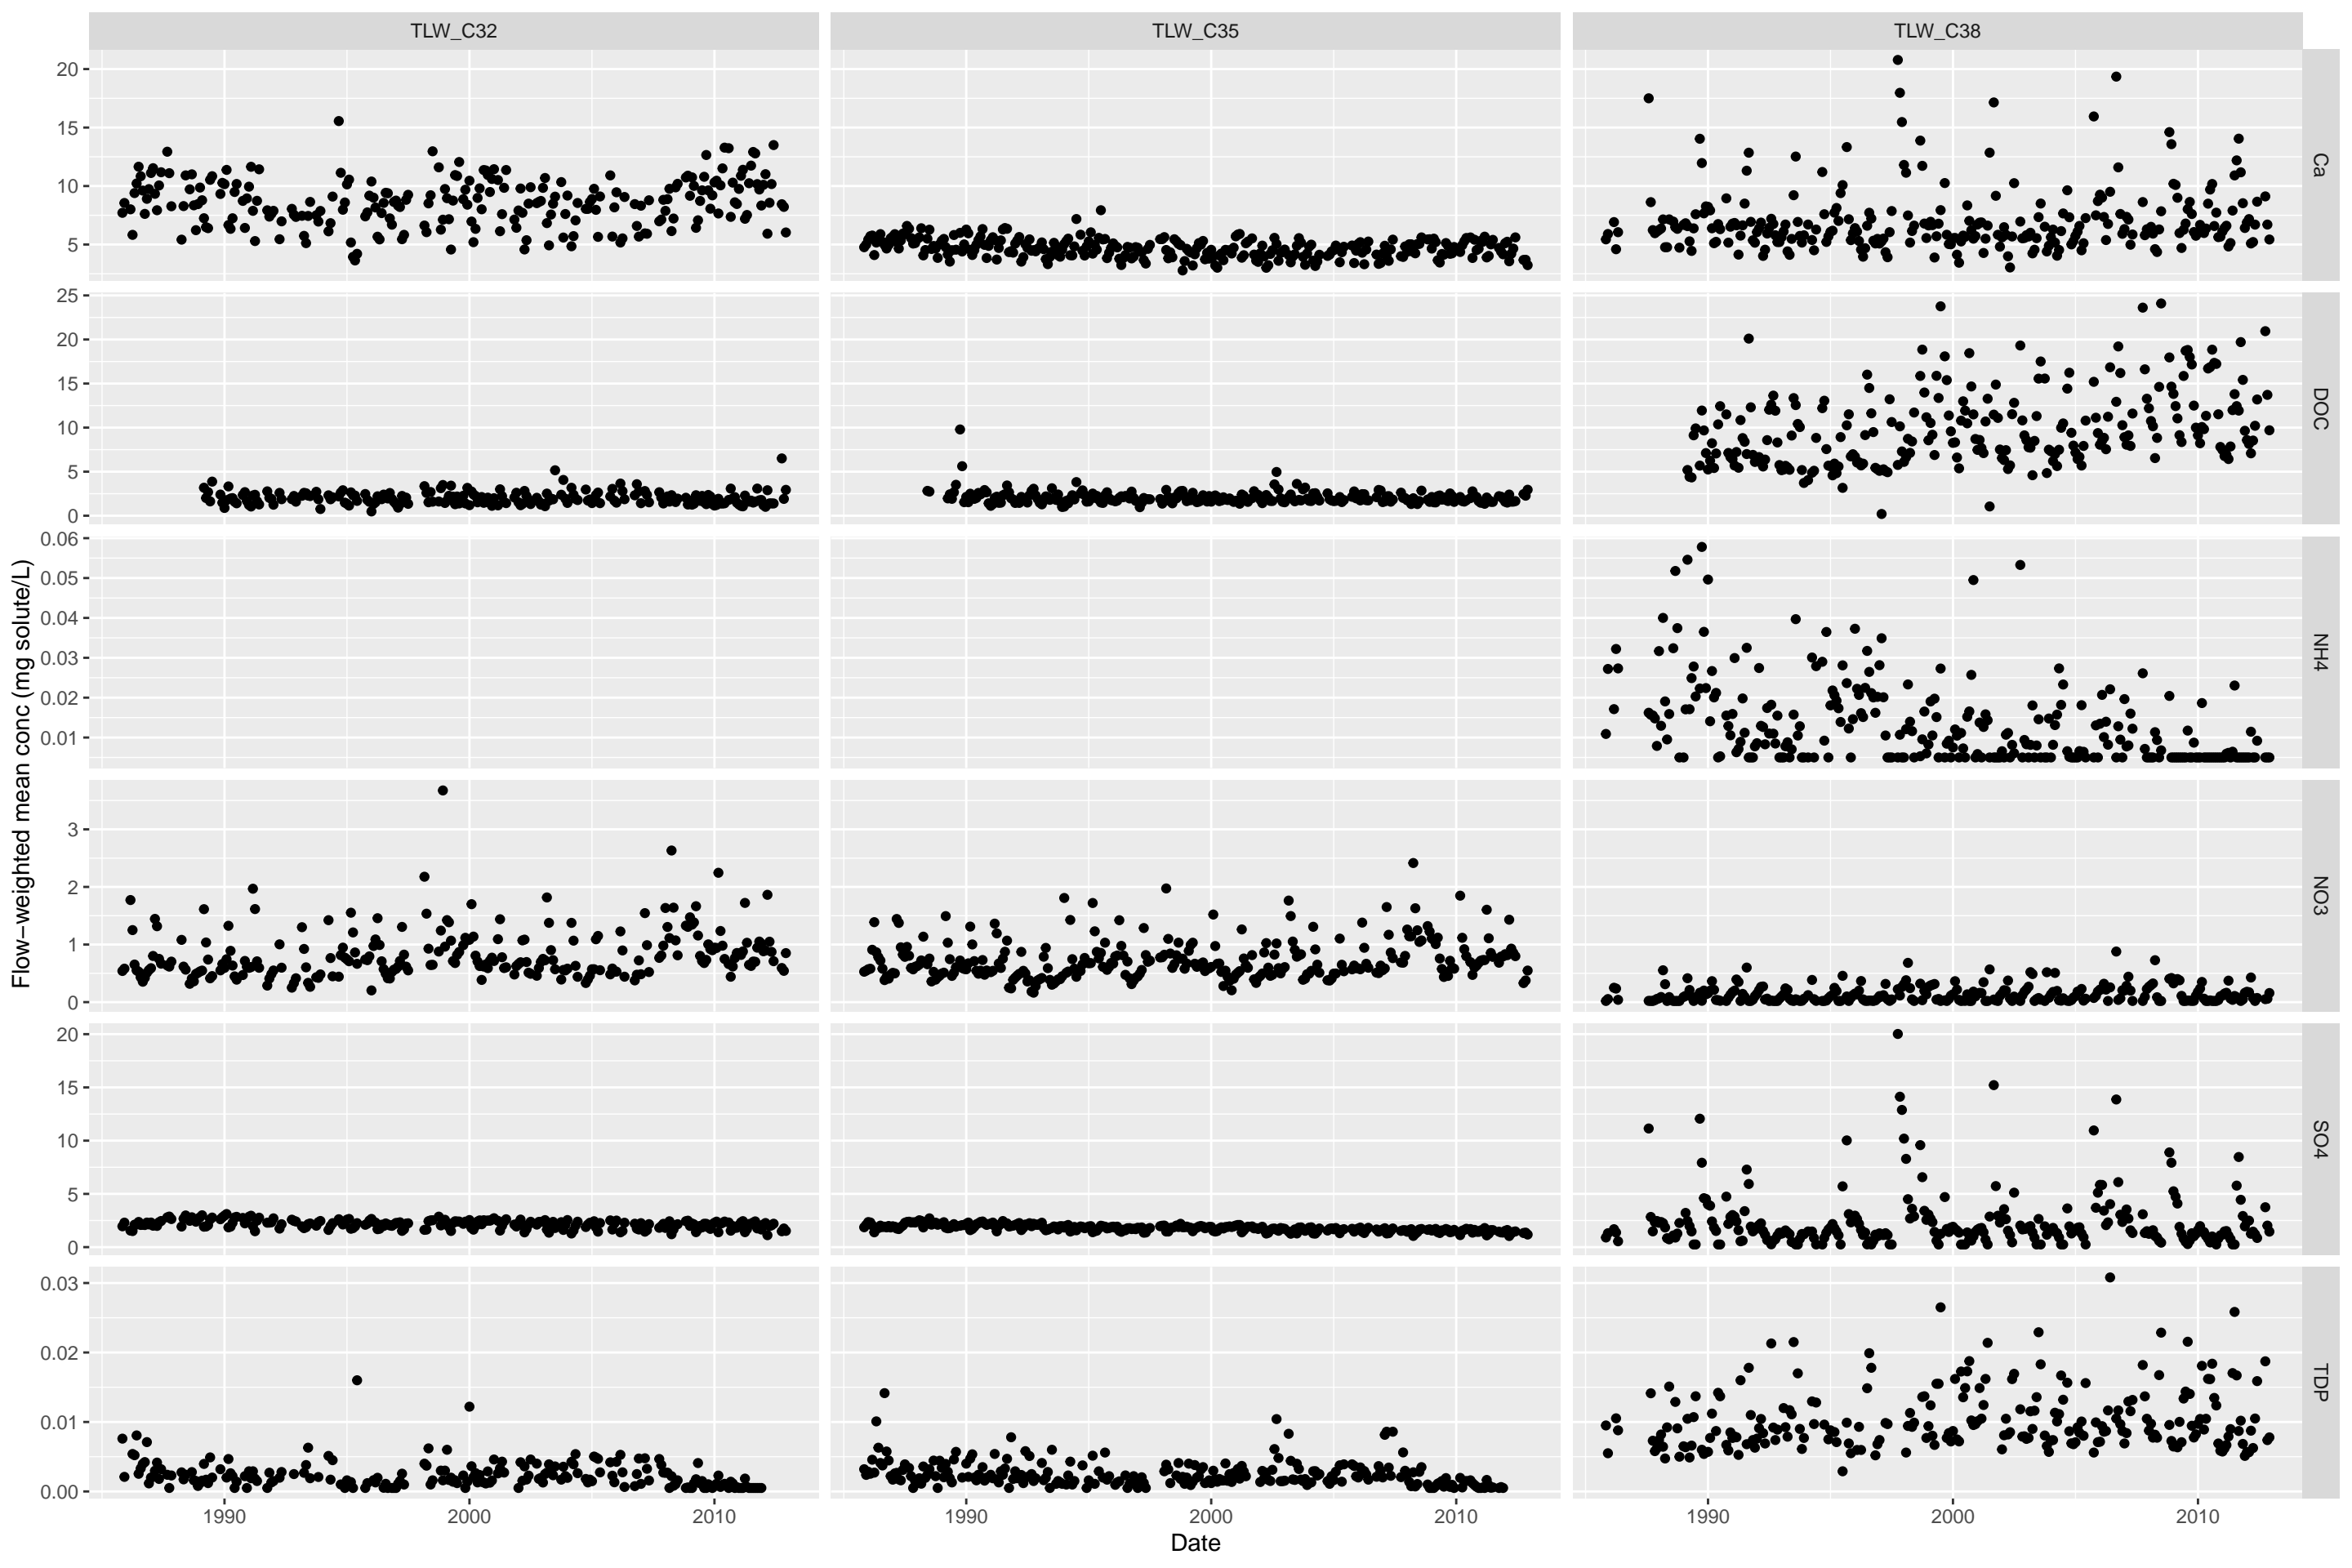 TLW_C32 TLW_C35 TLW_C38
20
15
10
5
Ca
25
20
15
10
5
0
DOC
Flow−weighted mean conc (mg solute/L)
0.06
0.05
0.04
0.03
0.02
0.01
NH4
3
2
1
0
NO3
20
15
10
5
0
SO4
0.03
0.02
0.01
0.00
TDP
1990 2000 2010 1990 2000 2010 1990 2000 2010
Date